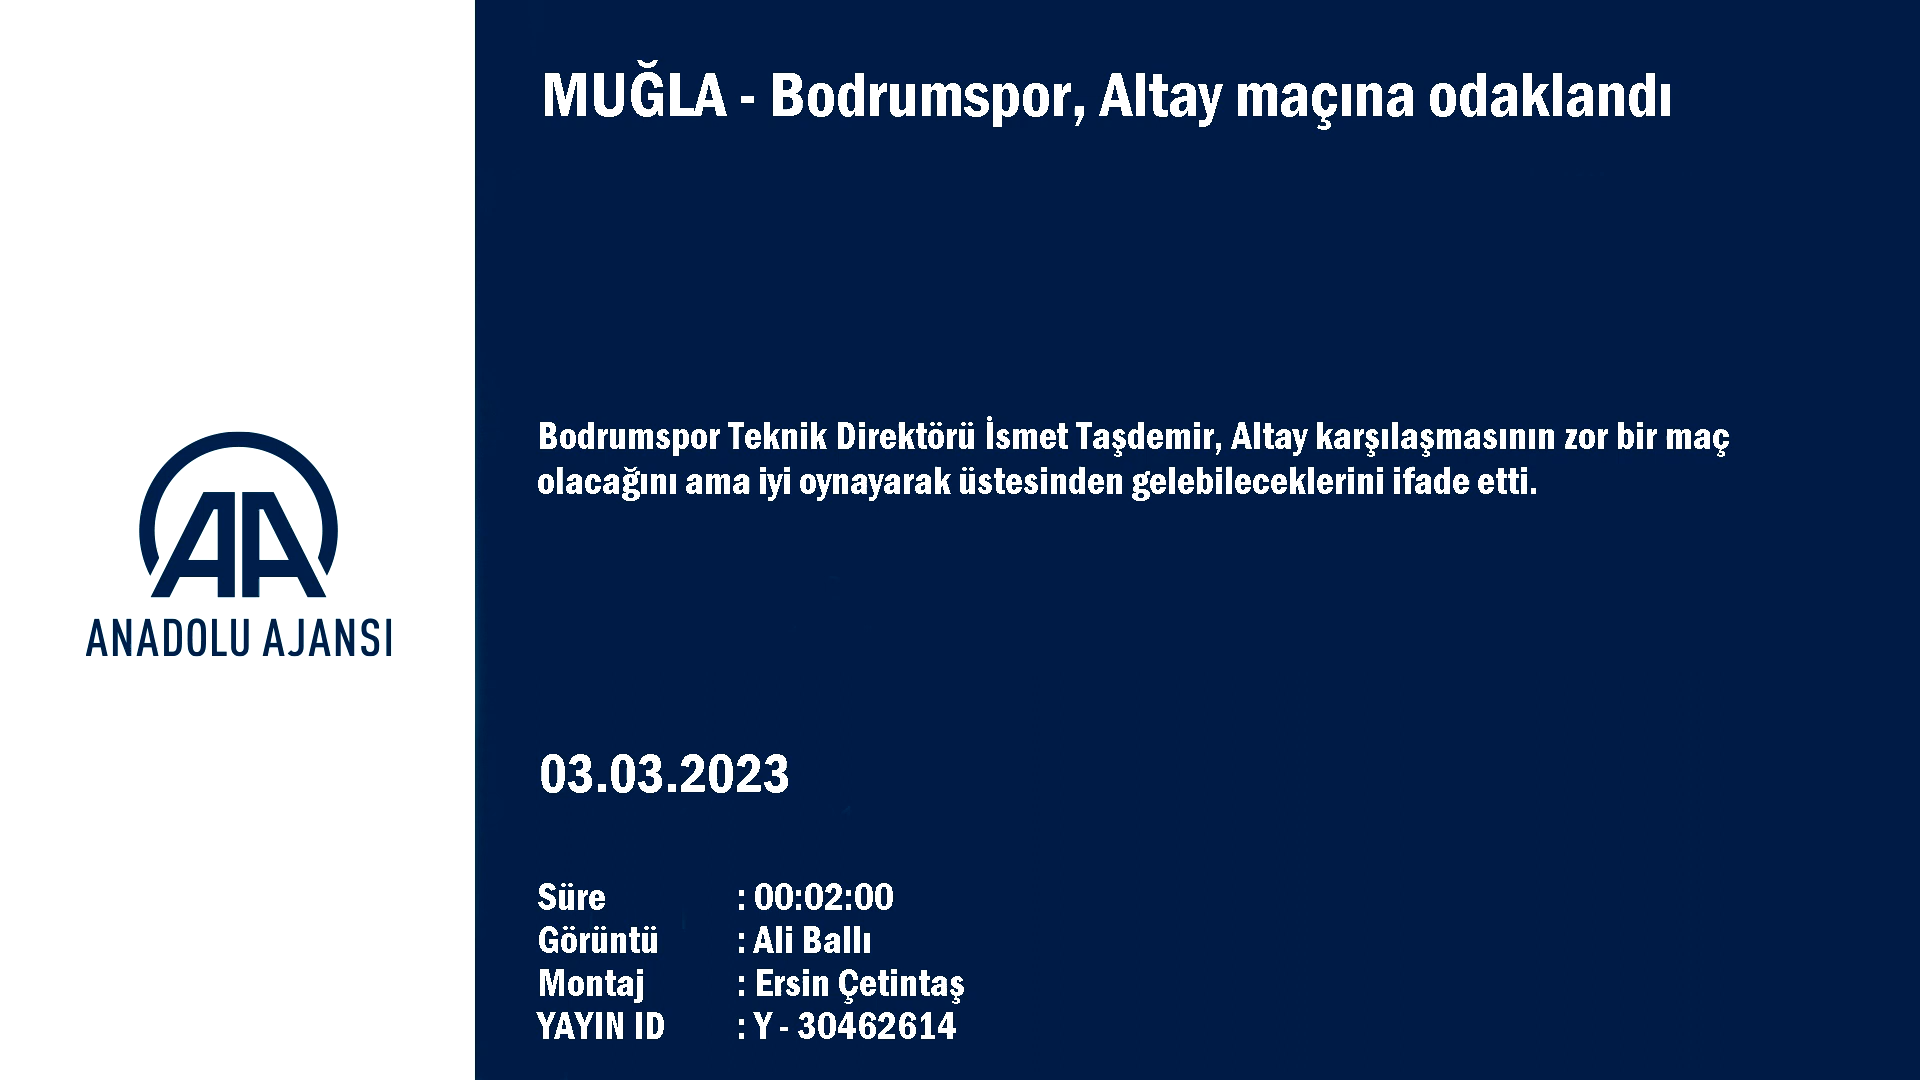 MUĞLA - Bodrumspor, Altay maçına odaklandı
Bodrumspor Teknik Direktörü İsmet Taşdemir, Altay karşılaşmasının zor bir maç
olacağını ama iyi oynayarak üstesinden gelebileceklerini ifade etti.
AA
ANADOLU AJANSI
03.03.2023
Süre : 00:02:00
Görüntü : Ali Ballı
Montaj : Ersin Çetintaş
YAYIN ID : Y - 30462614